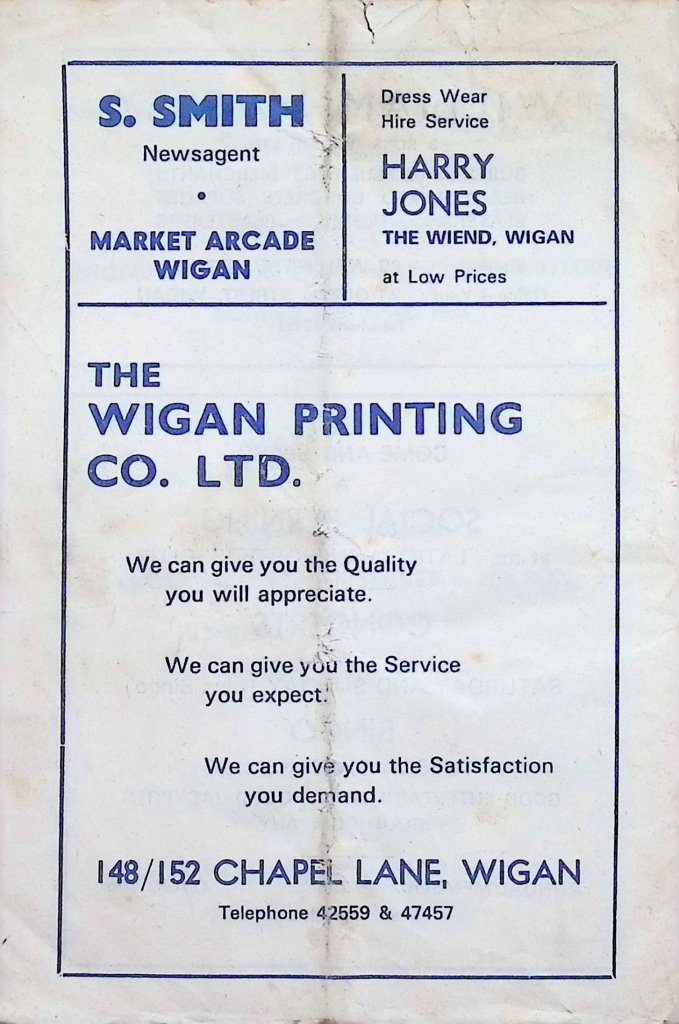 S. SMITH
Newsagent
•
MARKET ARCADE
WIGAN
Dress Wear
Hire Service
HARRY
JONES
THE WIEND, WIGAN
at Low Prices
THE
WIGAN PRINTING
CO. LTD.
We can give you the Quality
you will appreciate.
We can give you the Service
you expect.
We can give you the Satisfaction
you demand.
148/152 CHAPEL LANE, WIGAN
Telephone 42559 & 47457